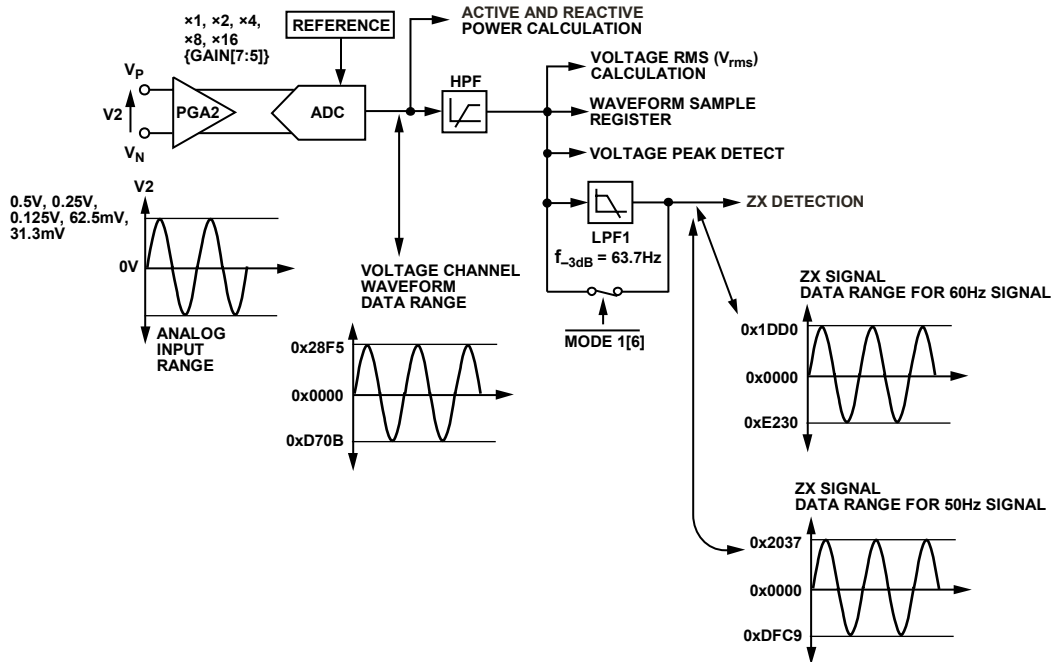 ×1, ×2, ×4,
×8, ×16
{GAIN[7:5]}
REFERENCE
ACTIVE AND REACTIVE
POWER CALCULATION
VOLTAGE RMS (Vrms)
CALCULATION
HPF
VP
V2
VN
PGA2
ADC
WAVEFORM SAMPLE
REGISTER
VOLTAGE PEAK DETECT
V2
0.5V, 0.25V,
0.125V, 62.5mV,
31.3mV
0V
ANALOG
INPUT
RANGE
LPF1
f–3dB = 63.7Hz
ZX DETECTION
VOLTAGE CHANNEL
WAVEFORM
DATA RANGE
MODE 1[6]
0x28F5
0x0000
0xD70B
ZX SIGNAL
DATA RANGE FOR 60Hz SIGNAL
0x1DD0
0x0000
0xE230
ZX SIGNAL
DATA RANGE FOR 50Hz SIGNAL
0x2037
0x0000
0xDFC9